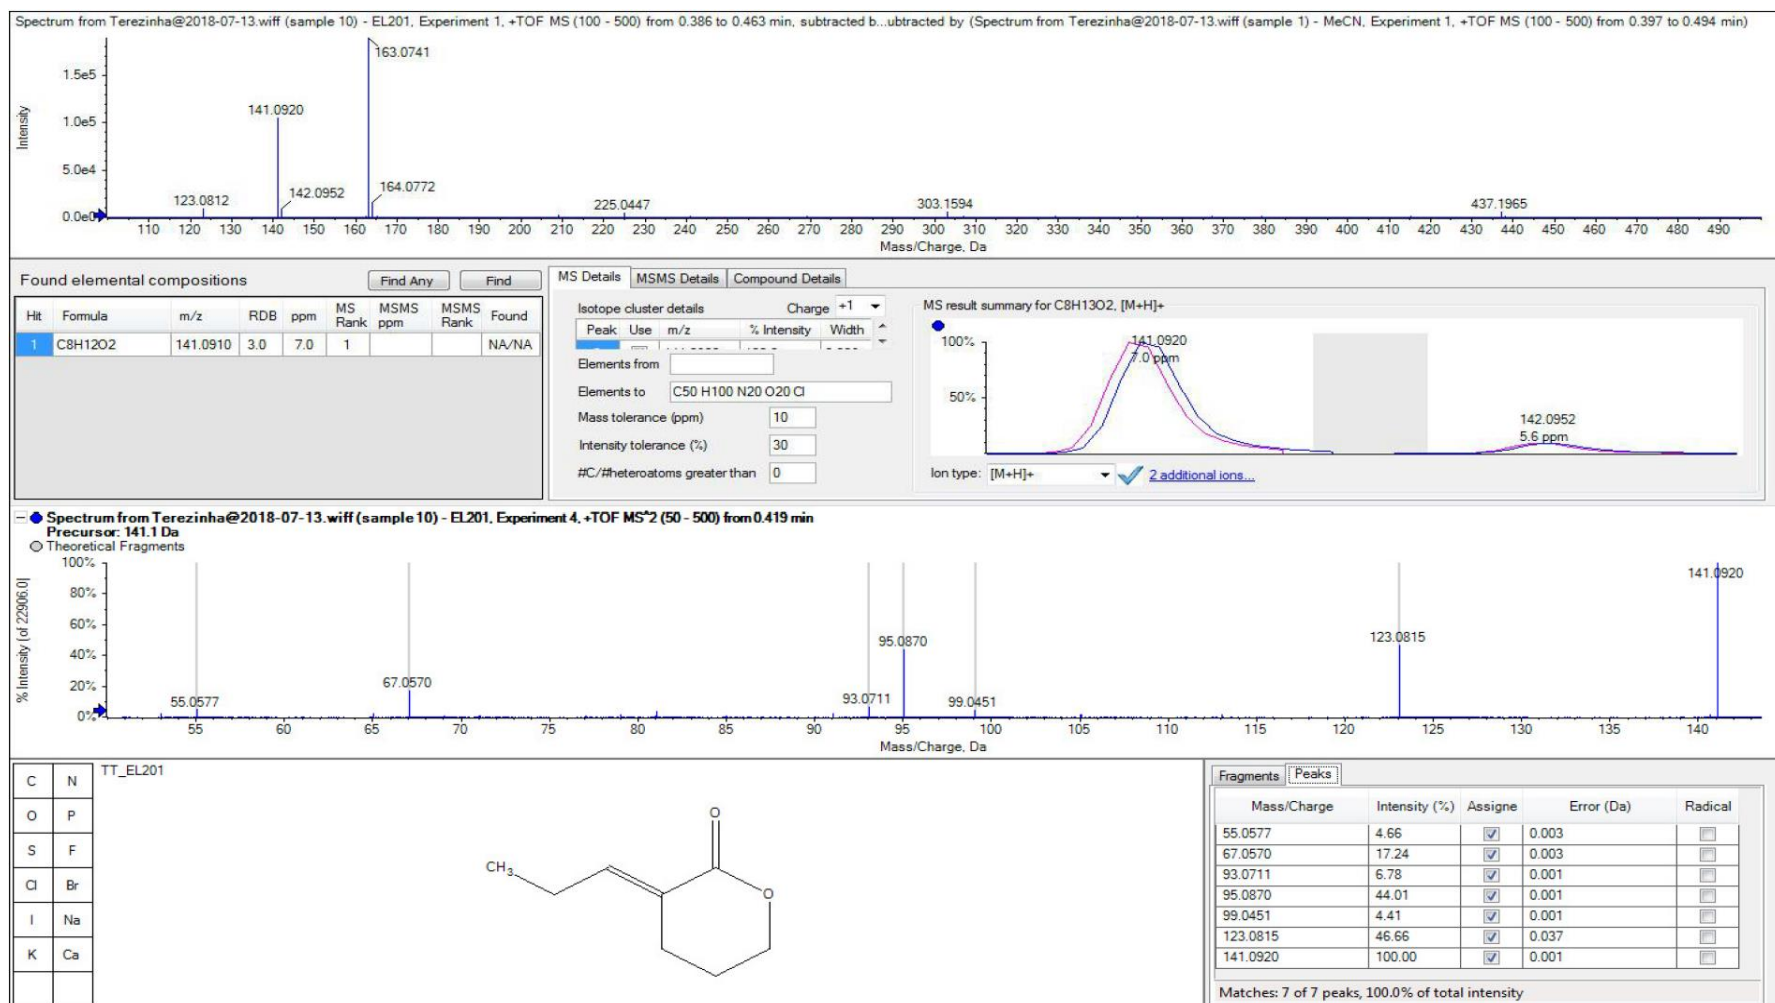 Spectrum from Terezinha@2018-07-13.wiff (sample 10) - EL201, Experiment 1, +TOF MS (100 - 500) from 0.386 to 0.463 min, subtracted b...ubtracted by (Spectrum from Terezinha@2018-07-13.wiff (sample 1) - MeCN, Experiment 1, +TOF MS (100 - 500) from 0.397 to 0.494 min)
Intensity
1.5e5
1.0e5
5.0e4
0.0e0
163.0741
141.0920
123.0812
142.0952
164.0772
225.0447
303.1594
437.1965
110 120 130 140 150 160 170 180 190 200 210 220 230 240 250 260 270 280 290 300 310 320 330 340 350 360 370 380 390 400 410 420 430 440 450 460 470 480 490
Mass/Charge, Da
Found elemental compositions
Find Any
Find
Hit Formula m/z RDB ppm MS Rank MSMS ppm MSMS Rank Found
1 C8H12O2 141.0910 3.0 7.0 1 NA/NA
MS Details MSMS Details Compound Details
Isotope cluster details Charge +1
Peak Use m/z % Intensity Width
Elements from
Elements to C50 H100 N20 O20 Cl
Mass tolerance (ppm) 10
Intensity tolerance (%) 30
#C/#heteroatoms greater than 0
MS result summary for C8H13O2, [M+H]+
100%
50%
141.0920
7.0 ppm
142.0952
5.6 ppm
Ion type: [M+H]+ 2 additional ions...
Spectrum from Terezinha@2018-07-13.wiff (sample 10) - EL201, Experiment 4, +TOF MS^2 (50 - 500) from 0.419 min
Precursor: 141.1 Da
Theoretical Fragments
% Intensity (of 22906.0)
100%
80%
60%
40%
20%
0%
55.0577
67.0570
93.0711
95.0870
99.0451
123.0815
141.0920
60 65 70 75 80 85 90 95 100 105 110 115 120 125 130 135 140
Mass/Charge, Da
C N
O P
S F
Cl Br
I Na
K Ca
TT_EL201
O
CH3
O
Fragments Peaks
Mass/Charge Intensity (%) Assigne Error (Da) Radical
55.0577 4.66 0.003
67.0570 17.24 0.003
93.0711 6.78 0.001
95.0870 44.01 0.001
99.0451 4.41 0.001
123.0815 46.66 0.037
141.0920 100.00 0.001
Matches: 7 of 7 peaks, 100.0% of total intensity